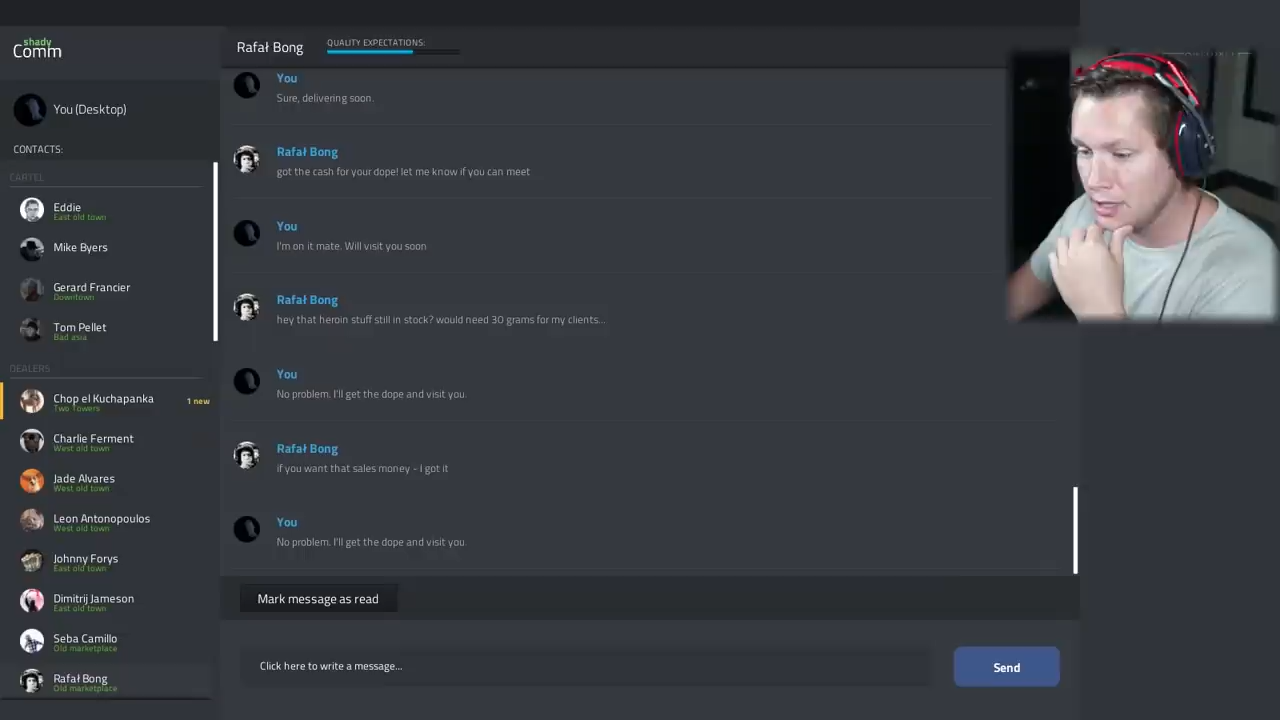 shady
Comm
You (Desktop)
CONTACTS:
CARTEL
Eddie
East old town
Mike Byers
Gerard Francier
Downtown
Tom Pellet
Bad asia
DEALERS
Chop el Kuchapanka
Two Towers
1 new
Charlie Ferment
West old town
Jade Alvares
West old town
Leon Antonopoulos
West old town
Johnny Forys
East old town
Dimitrij Jameson
East old town
Seba Camillo
Old marketplace
Rafał Bong
Old marketplace
Rafał Bong
QUALITY EXPECTATIONS:
You
Sure, delivering soon.
Rafał Bong
got the cash for your dope! let me know if you can meet
You
I'm on it mate. Will visit you soon
Rafał Bong
hey that heroin stuff still in stock? would need 30 grams for my clients...
You
No problem. I'll get the dope and visit you.
Rafał Bong
if you want that sales money - I got it
You
No problem. I'll get the dope and visit you.
Mark message as read
Click here to write a message...
Send